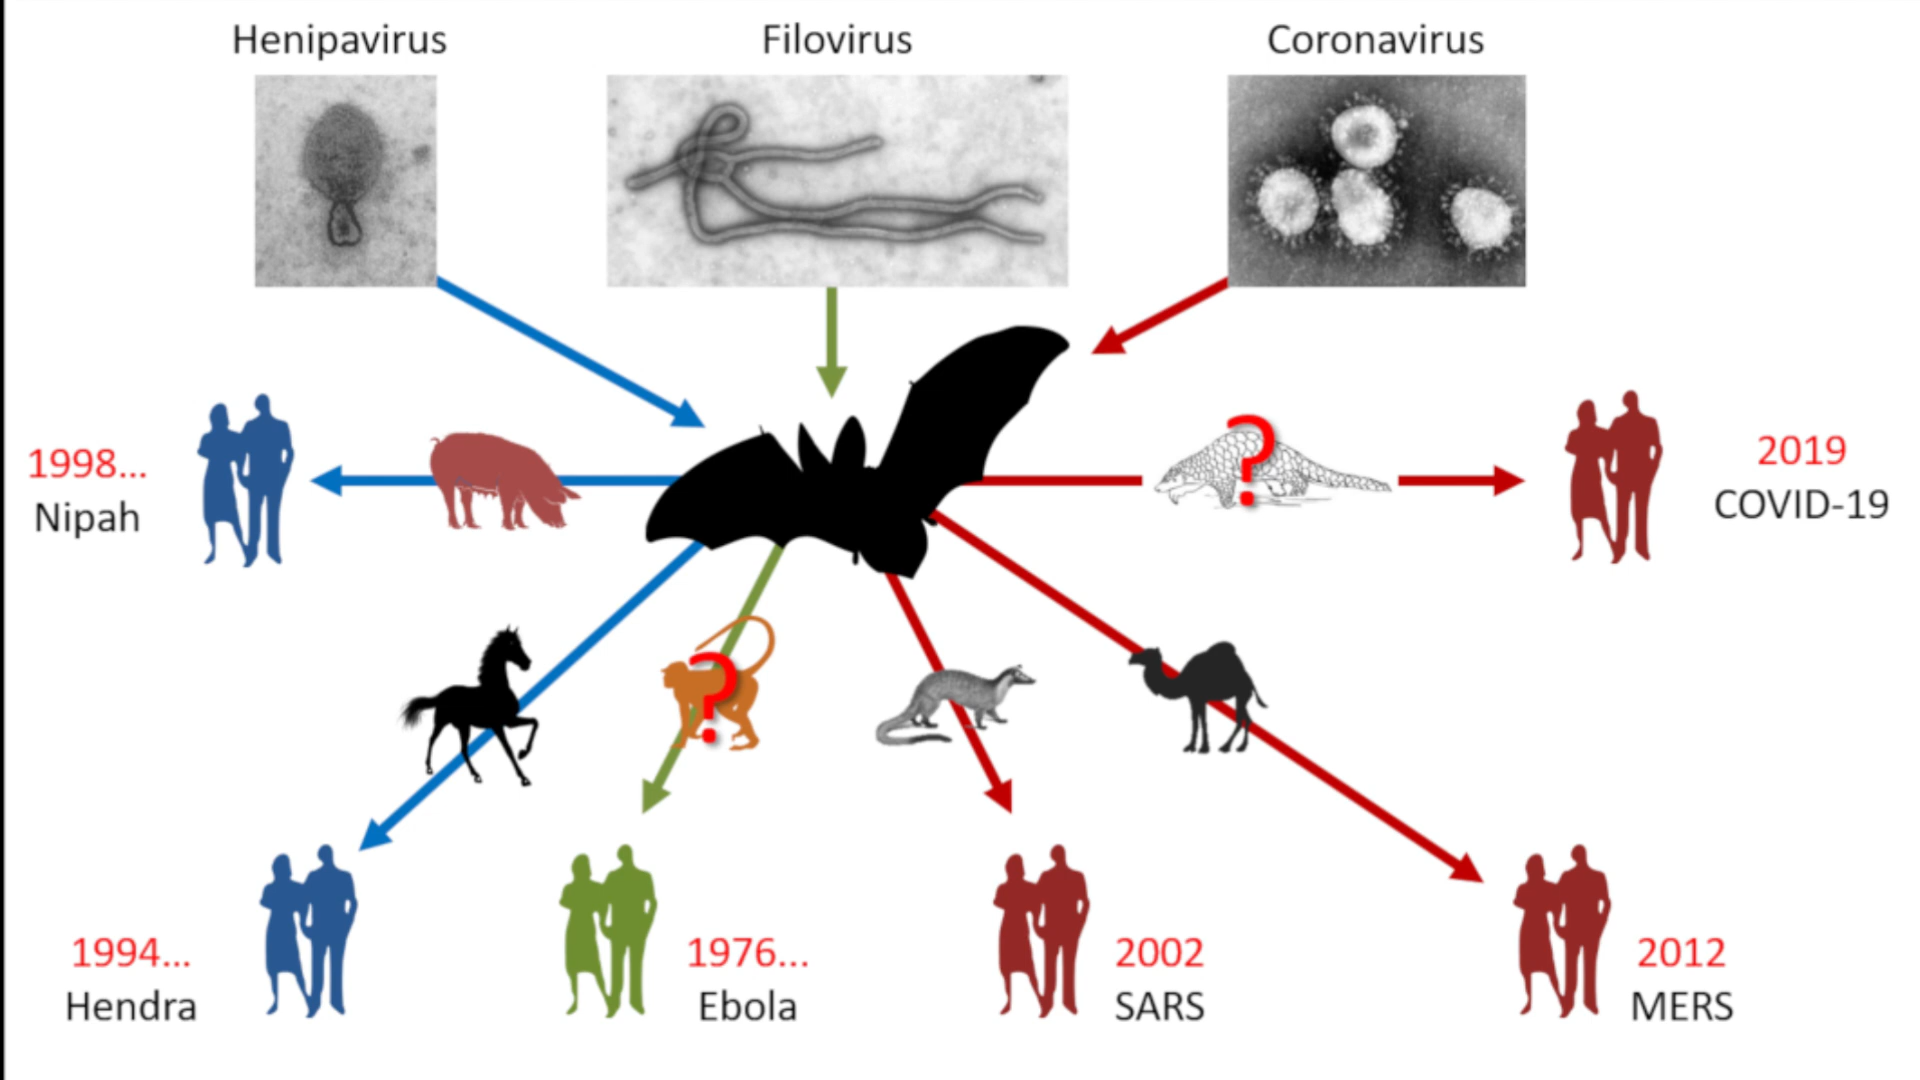 Henipavirus
Filovirus
Coronavirus
1998...
Nipah
?
2019
COVID-19
?
1994...
Hendra
1976...
Ebola
2002
SARS
2012
MERS